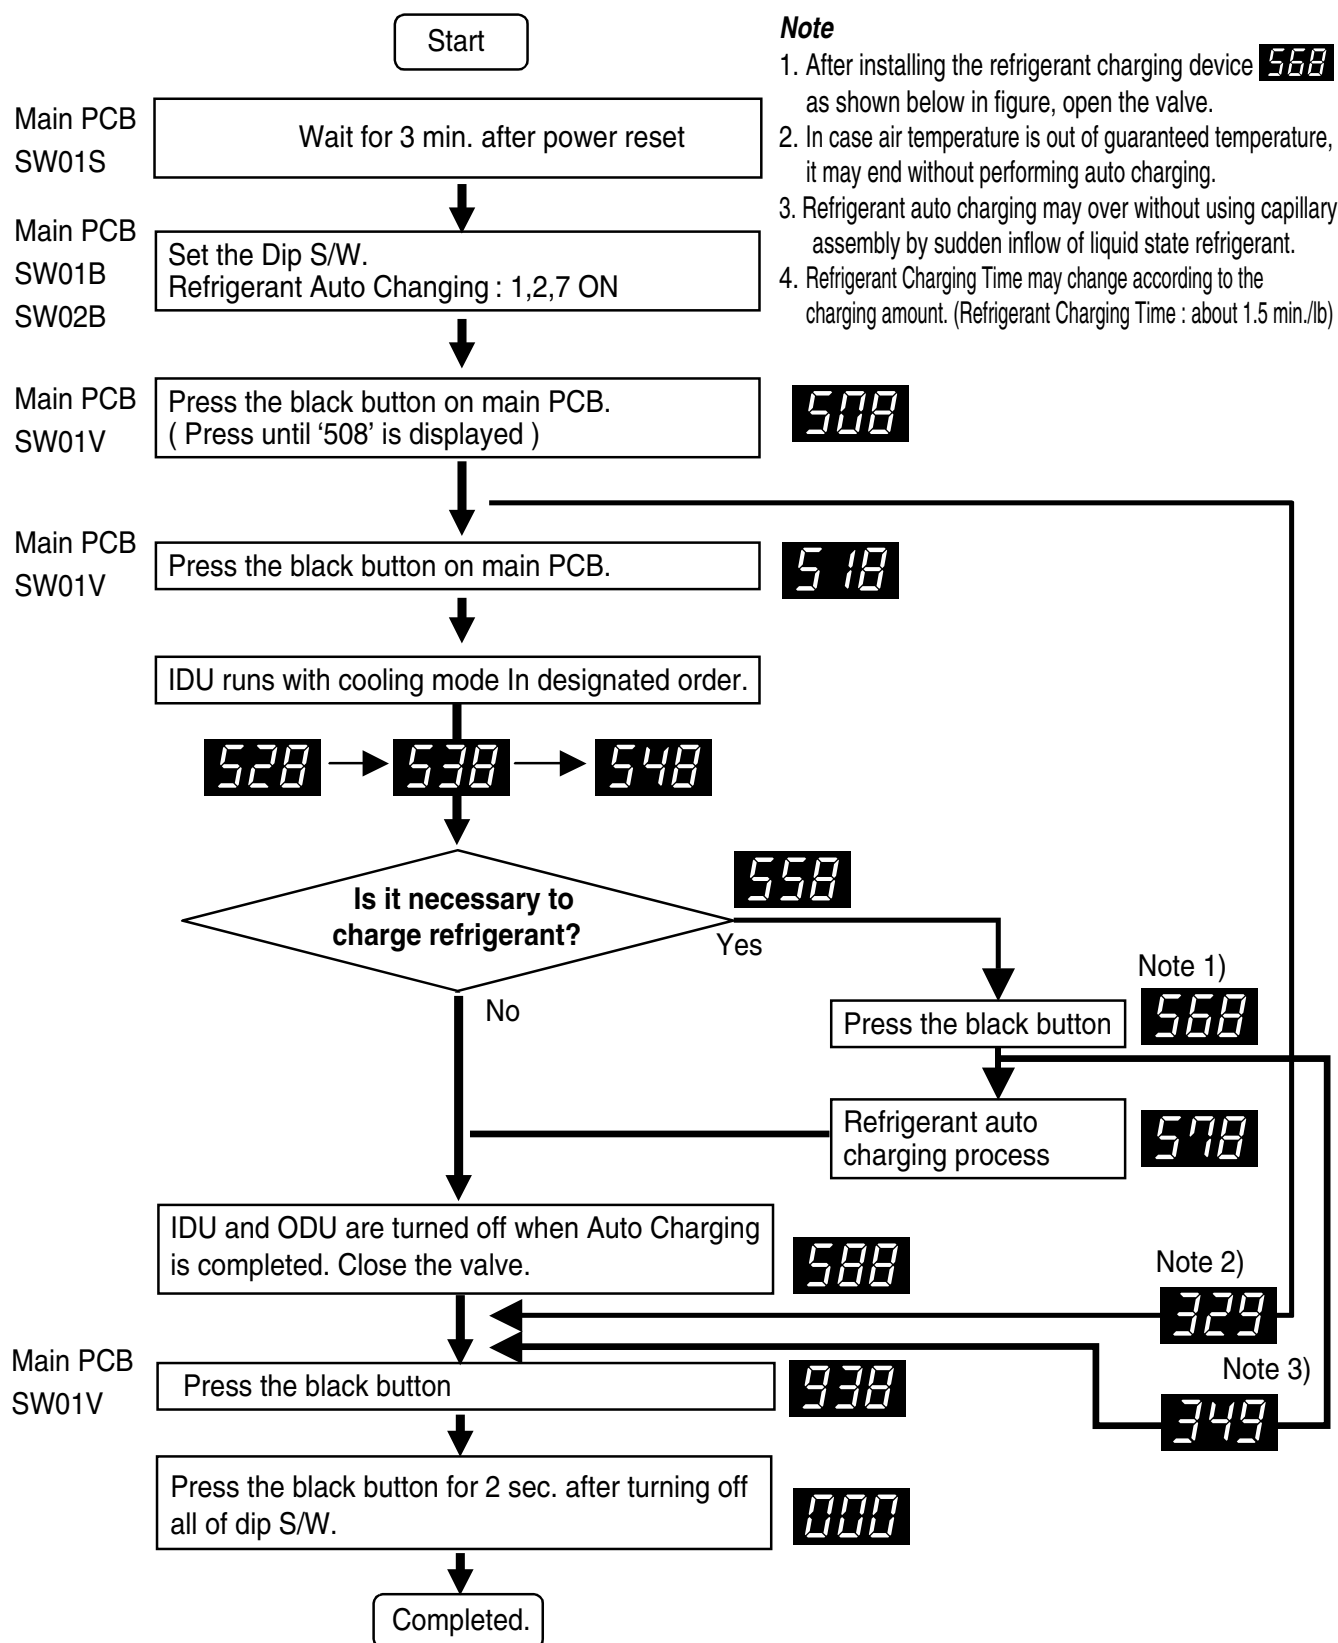 Start
Note
1. After installing the refrigerant charging device 568
as shown below in figure, open the valve.
2. In case air temperature is out of guaranteed temperature,
it may end without performing auto charging.
3. Refrigerant auto charging may over without using capillary
assembly by sudden inflow of liquid state refrigerant.
4. Refrigerant Charging Time may change according to the
charging amount. (Refrigerant Charging Time : about 1.5 min./lb)
Main PCB
SW01S
Wait for 3 min. after power reset
Main PCB
SW01B
SW02B
Set the Dip S/W.
Refrigerant Auto Changing : 1,2,7 ON
Main PCB
SW01V
Press the black button on main PCB.
( Press until ‘508’ is displayed )
508
Main PCB
SW01V
Press the black button on main PCB.
518
IDU runs with cooling mode In designated order.
528 538 548
Is it necessary to
charge refrigerant?
558
Yes
No
Note 1)
Press the black button
568
Refrigerant auto
charging process
578
IDU and ODU are turned off when Auto Charging
is completed. Close the valve.
588
Note 2)
329
Main PCB
SW01V
Press the black button
938
Note 3)
349
Press the black button for 2 sec. after turning off
all of dip S/W.
000
Completed.